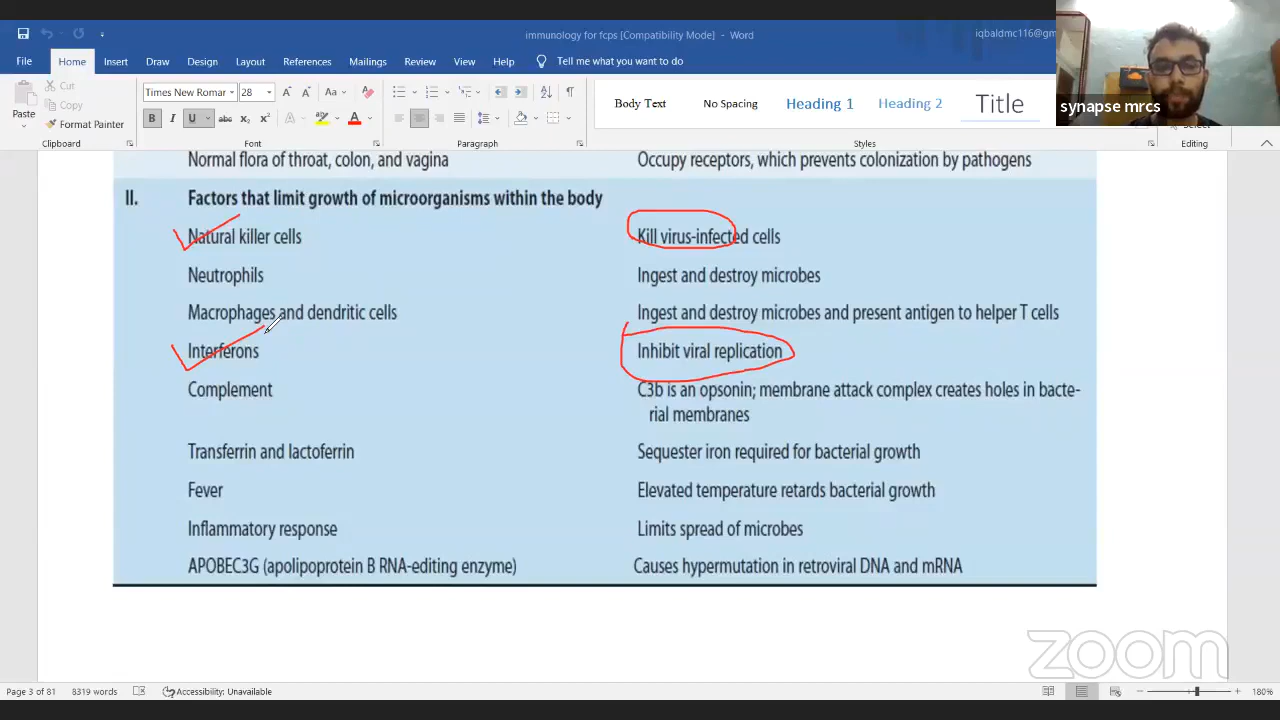 immunology for fcps [Compatibility Mode] - Word
iqbaldmc116@gm
File Home Insert Draw Design Layout References Mailings Review View Help Tell me what you want to do
Cut
Copy
Format Painter
Paste
Times New Romar 28
Body Text No Spacing Heading 1 Heading 2 Title
synapse mrcs
Clipboard Font Paragraph Styles Editing
Normal flora of throat, colon, and vagina Occupy receptors, which prevents colonization by pathogens
II. Factors that limit growth of microorganisms within the body
Natural killer cells Kill virus-infected cells
Neutrophils Ingest and destroy microbes
Macrophages and dendritic cells Ingest and destroy microbes and present antigen to helper T cells
Interferons Inhibit viral replication
Complement C3b is an opsonin; membrane attack complex creates holes in bacte-
rial membranes
Transferrin and lactoferrin Sequester iron required for bacterial growth
Fever Elevated temperature retards bacterial growth
Inflammatory response Limits spread of microbes
APOBEC3G (apolipoprotein B RNA-editing enzyme) Causes hypermutation in retroviral DNA and mRNA
zoom
Page 3 of 81 8319 words Accessibility: Unavailable 180%